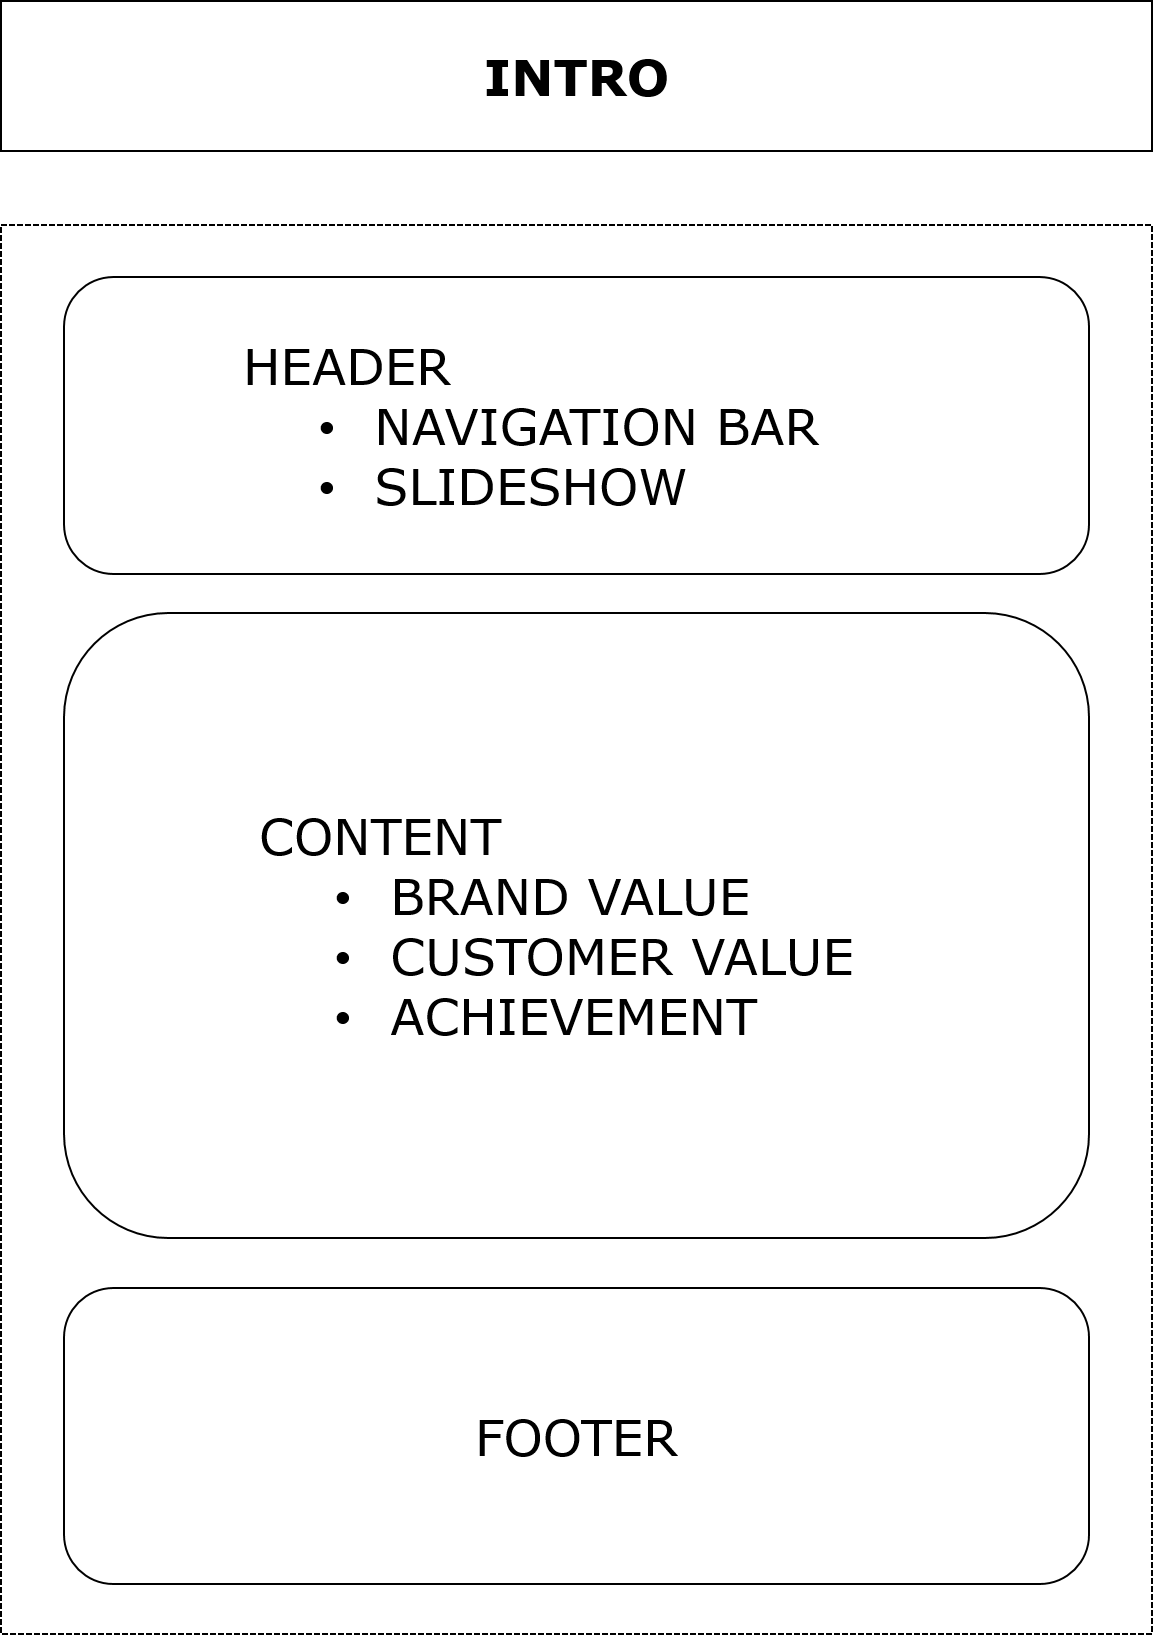 INTRO
HEADER
• NAVIGATION BAR
• SLIDESHOW
CONTENT
• BRAND VALUE
• CUSTOMER VALUE
• ACHIEVEMENT
FOOTER